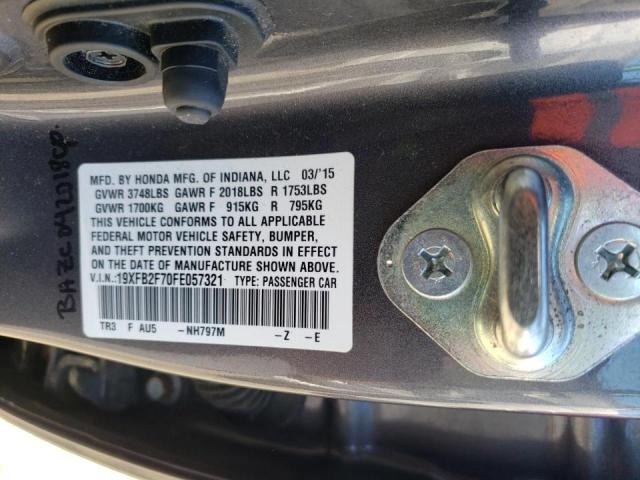 MFD. BY HONDA MFG. OF INDIANA, LLC 03/'15
GVWR 3748LBS GAWR F 2018LBS R 1753LBS
GVWR 1700KG GAWR F 915KG R 795KG
THIS VEHICLE CONFORMS TO ALL APPLICABLE
FEDERAL MOTOR VEHICLE SAFETY, BUMPER,
AND THEFT PREVENTION STANDARDS IN EFFECT
ON THE DATE OF MANUFACTURE SHOWN ABOVE.
V.I.N.:19XFB2F70FE057321 TYPE: PASSENGER CAR
TR3 F AU5 -NH797M -Z -E